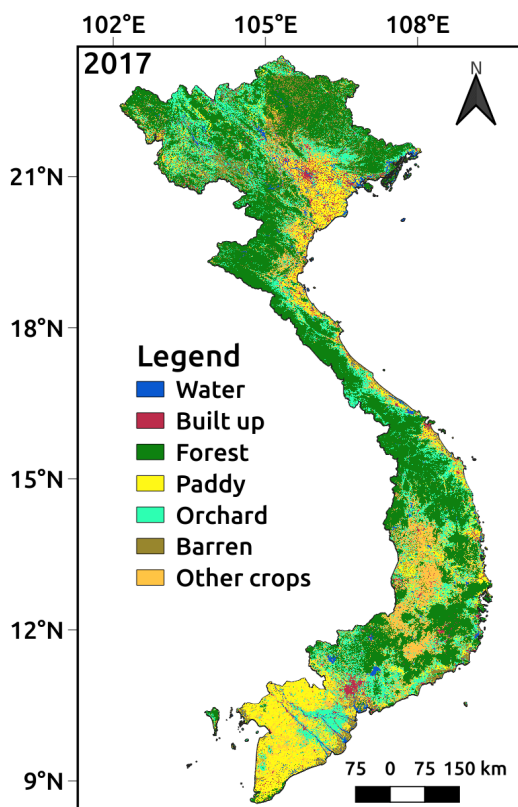 102°E 105°E 108°E
2017
N
21°N
18°N
Legend
Water
Built up
Forest
Paddy
Orchard
Barren
Other crops
15°N
12°N
9°N
75 0 75 150 km